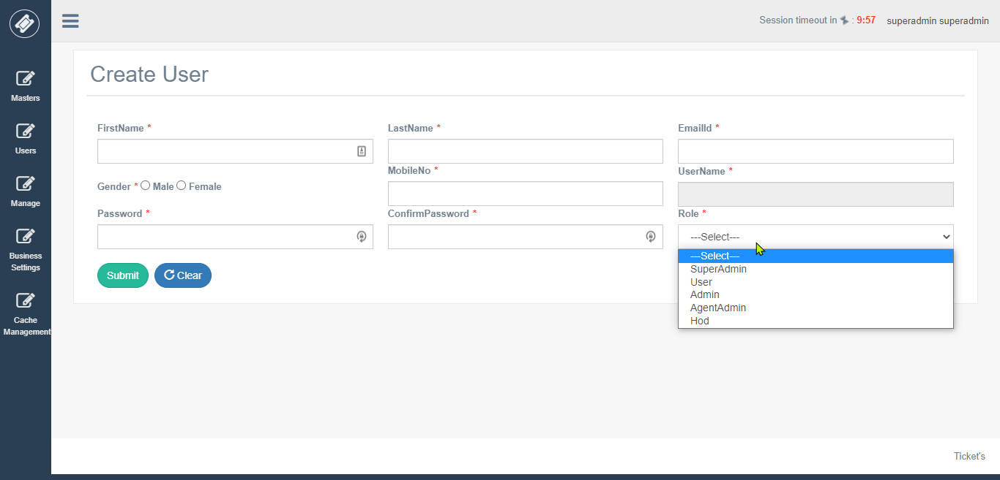 Session timeout in : 9:57 superadmin superadmin
Masters
Users
Manage
Business
Settings
Cache
Management
Create User
FirstName * LastName * EmailId *
Gender * Male Female MobileNo * UserName *
Password * ConfirmPassword * Role *
---Select---
---Select---
SuperAdmin
User
Admin
AgentAdmin
Hod
Submit Clear
Ticket's